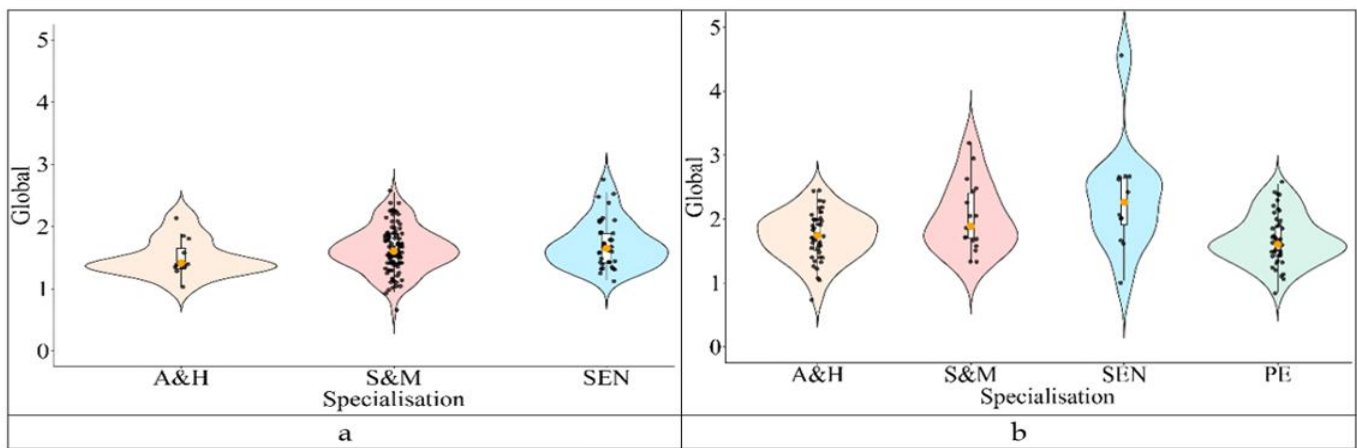 5
4
3
2
1
0
Global
A&H
S&M
SEN
Specialisation
a
5
4
3
2
1
0
Global
A&H
S&M
SEN
PE
Specialisation
b